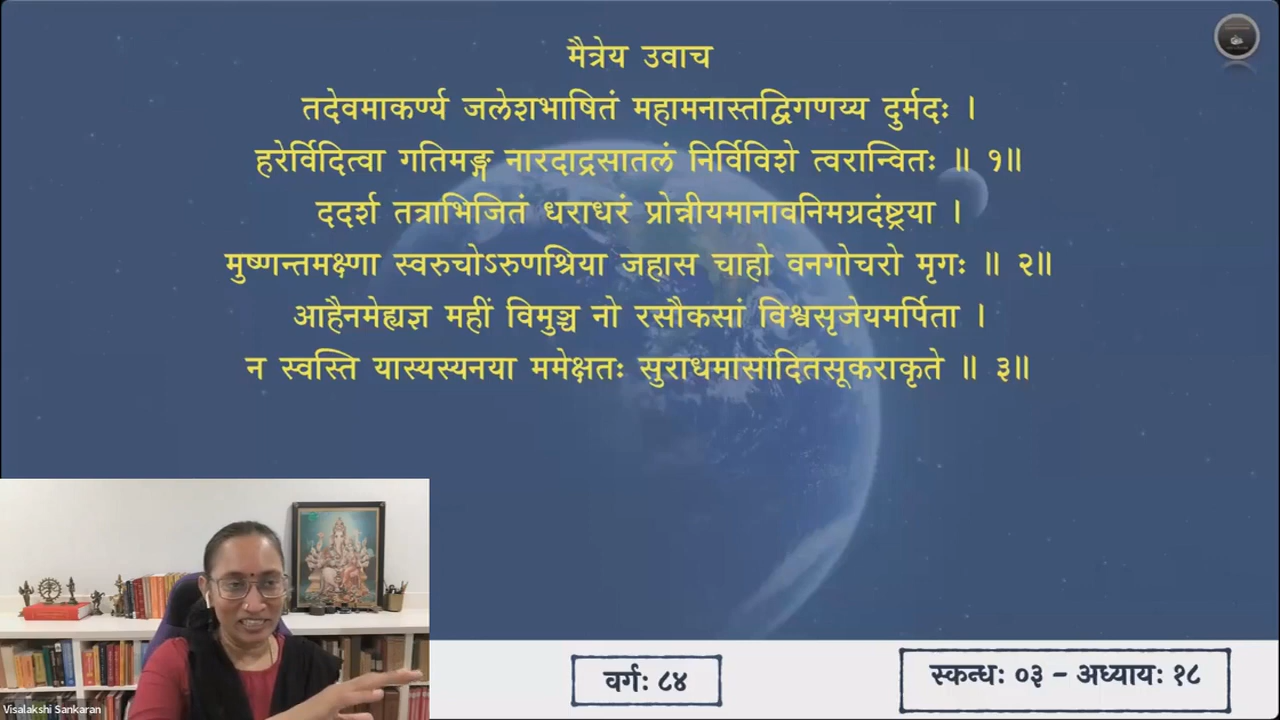 मैत्रेय उवाच
तदेवमाकर्ण्य जलेशभाषितं महामनास्तद्विगणय्य दुर्मदः ।
हरेर्विदित्वा गतिमङ्ग नारदाद्रसातलं निर्विविशे त्वरान्वितः ॥ १॥
ददर्श तत्राभिजितं धराधरं प्रोन्नीयमानावनिमग्रदंष्ट्रया ।
मुष्णन्तमक्ष्णा स्वरुचोऽरुणश्रिया जहास चाहो वनगोचरो मृगः ॥ २॥
आहैनमेह्यज्ञ महीं विमुञ्च नो रसौकसां विश्वसृजेयमर्पिता ।
न स्वस्ति यास्यस्यनया ममेक्षतः सुराधमासादितसूकराकृते ॥ ३॥
Visalakshi Sankaran
वर्गः ८४
स्कन्धः ०३ - अध्यायः १८